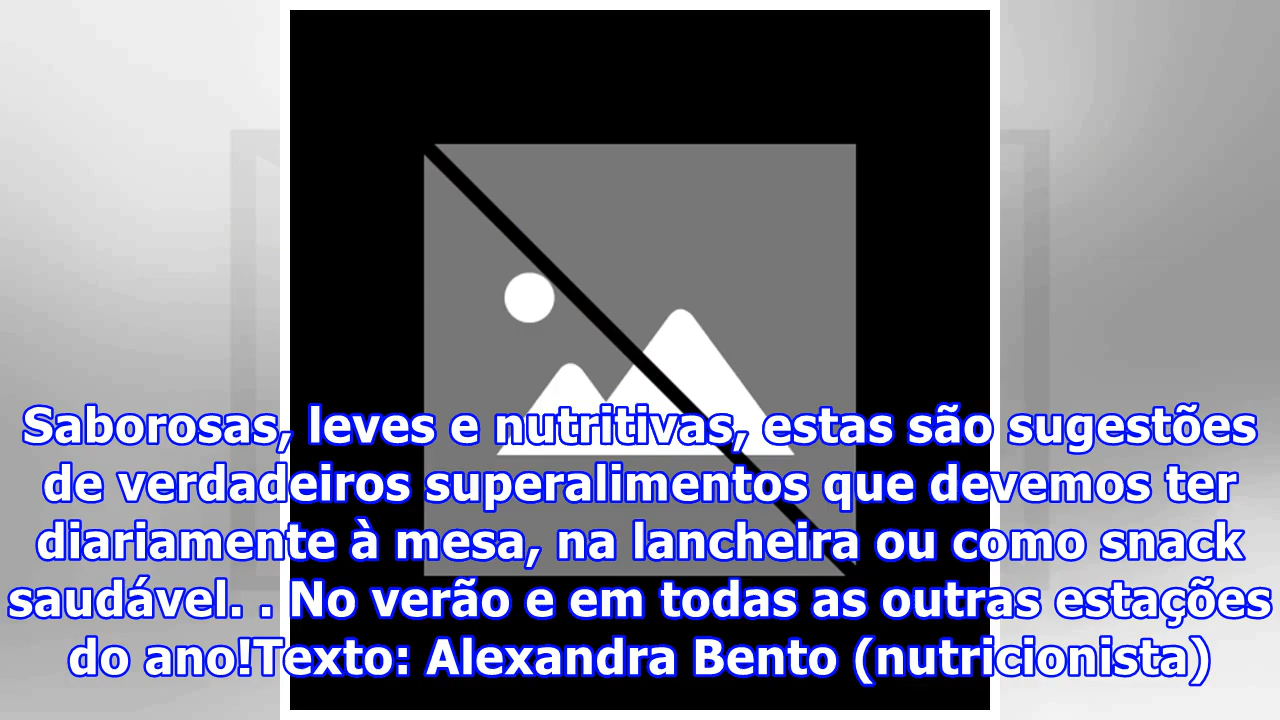 Saborosas, leves e nutritivas, estas são sugestões
de verdadeiros superalimentos que devemos ter
diariamente à mesa, na lancheira ou como snack
saudável. . No verão e em todas as outras estações
do ano!Texto: Alexandra Bento (nutricionista)